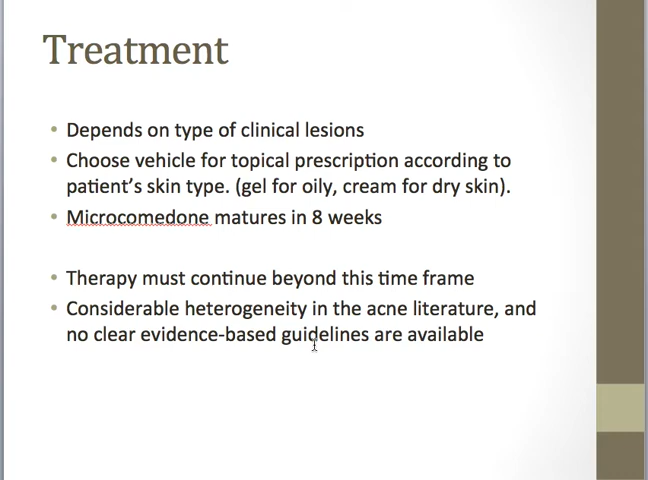 Treatment
• Depends on type of clinical lesions
• Choose vehicle for topical prescription according to
patient's skin type. (gel for oily, cream for dry skin).
• Microcomedone matures in 8 weeks
• Therapy must continue beyond this time frame
• Considerable heterogeneity in the acne literature, and
no clear evidence-based guidelines are available